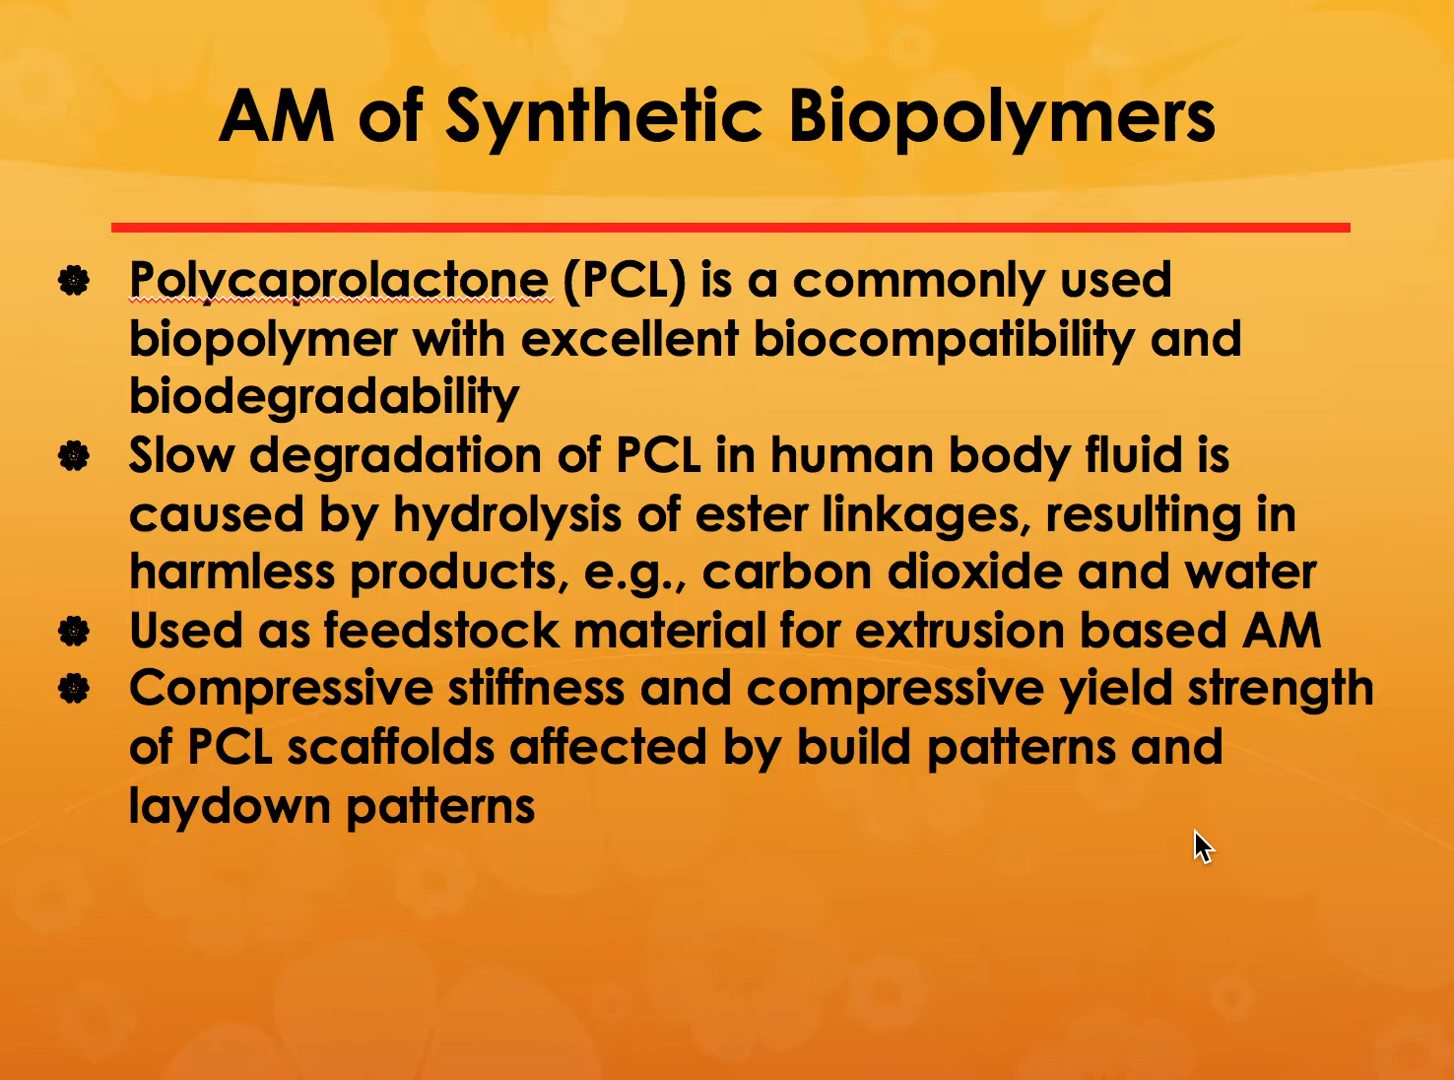 AM of Synthetic Biopolymers
Polycaprolactone (PCL) is a commonly used
biopolymer with excellent biocompatibility and
biodegradability
Slow degradation of PCL in human body fluid is
caused by hydrolysis of ester linkages, resulting in
harmless products, e.g., carbon dioxide and water
Used as feedstock material for extrusion based AM
Compressive stiffness and compressive yield strength
of PCL scaffolds affected by build patterns and
laydown patterns